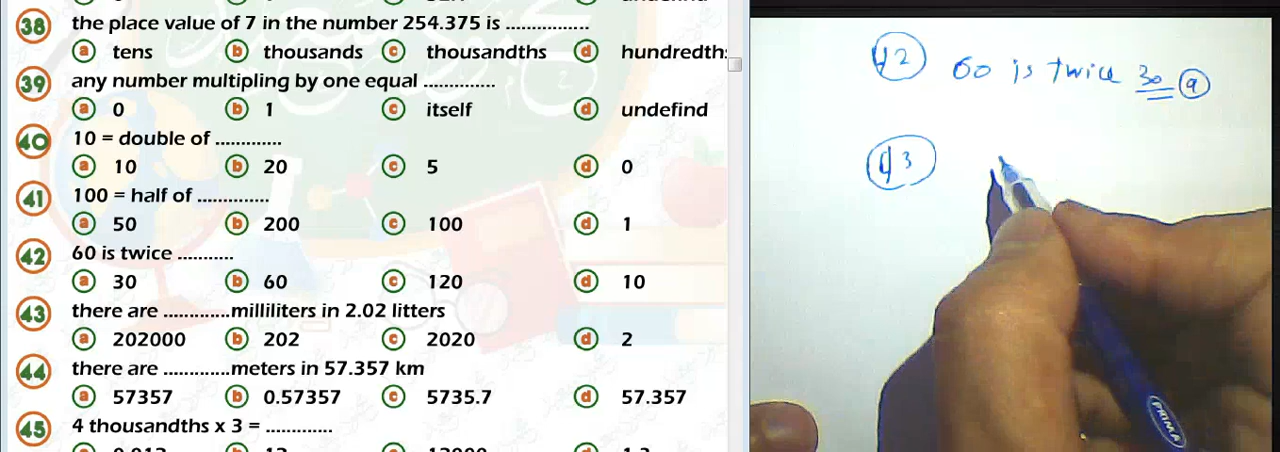 38 the place value of 7 in the number 254.375 is ................
a tens b thousands c thousandths d hundredths
39 any number multipling by one equal .............
a 0 b 1 c itself d undefind
40 10 = double of ............
a 10 b 20 c 5 d 0
41 100 = half of .............
a 50 b 200 c 100 d 1
42 60 is twice ..........
a 30 b 60 c 120 d 10
43 there are ............milliliters in 2.02 litters
a 202000 b 202 c 2020 d 2
44 there are ............meters in 57.357 km
a 57357 b 0.57357 c 5735.7 d 57.357
45 4 thousandths x 3 = ............
42 60 is twice 30 a
43
PRIMA